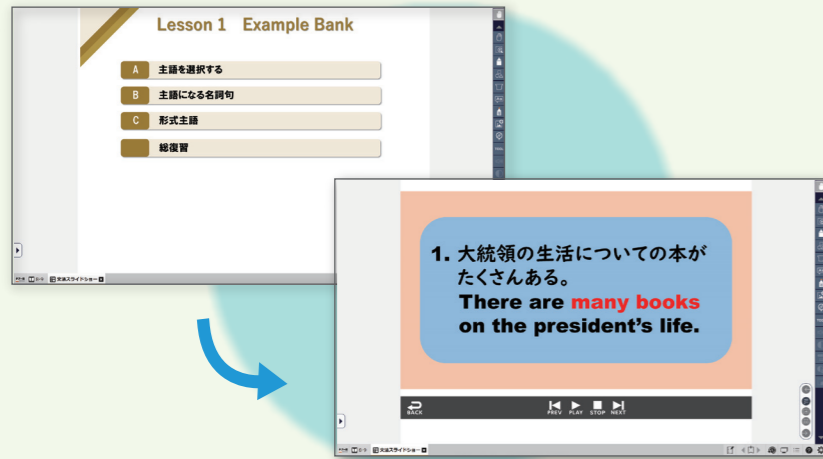 Lesson 1 Example Bank
A 主語を選択する
B 主語になる名詞句
C 形式主語
総復習
文法スライドショー
1. 大統領の生活についての本が
たくさんある。
There are many books
on the president's life.
BACK
PREV PLAY STOP NEXT
文法スライドショー